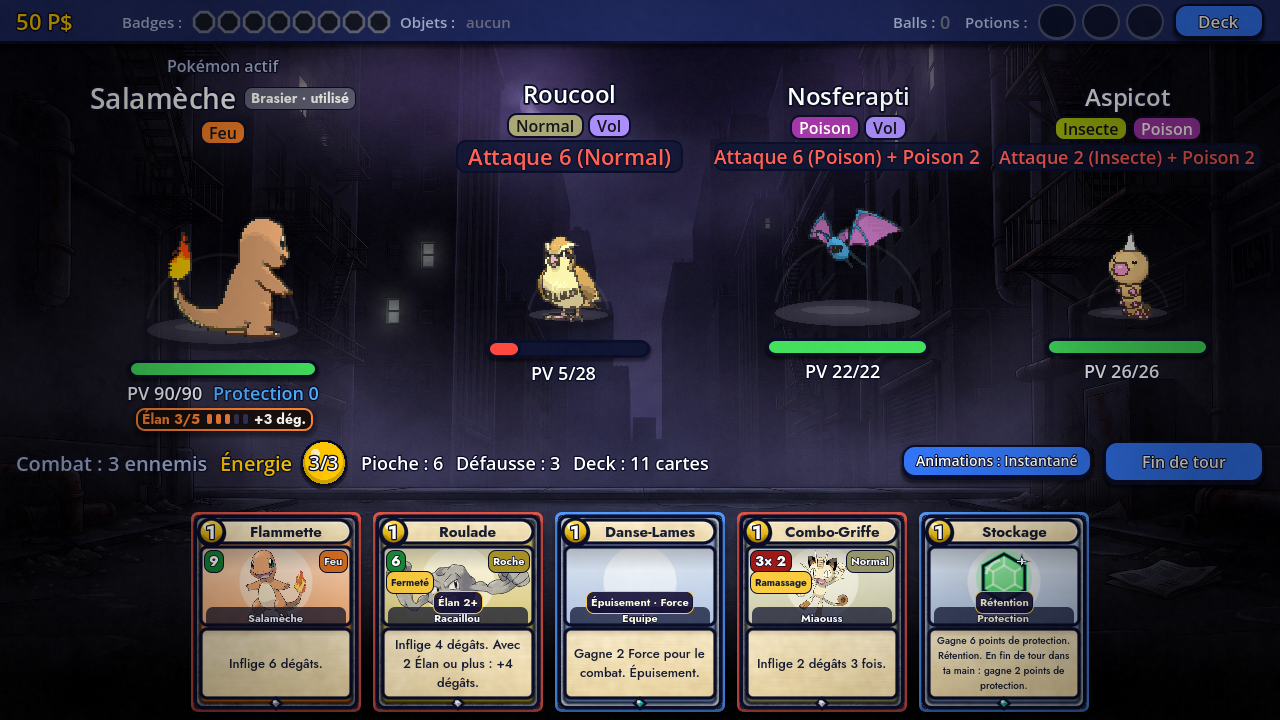 50 P$ Badges : Objets : aucun Balls : 0 Potions : Deck
Pokémon actif
Salamèche Brasier · utilisé
Feu
Roucool
Normal Vol
Attaque 6 (Normal)
Nosferapti
Poison Vol
Attaque 6 (Poison) + Poison 2
Aspicot
Insecte Poison
Attaque 2 (Insecte) + Poison 2
PV 90/90 Protection 0
Élan 3/5 +3 dég.
PV 5/28
PV 22/22
PV 26/26
Combat : 3 ennemis Énergie 3/3 Pioche : 6 Défausse : 3 Deck : 11 cartes
Animations : Instantané
Fin de tour
1 Flammette
9 Feu
Salamèche
Inflige 6 dégâts.
1 Roulade
6 Roche
Fermeté
Élan 2+
Racaillou
Inflige 4 dégâts. Avec
2 Élan ou plus : +4
dégâts.
1 Danse-Lames
Épuisement · Force
Equipe
Gagne 2 Force pour le
combat. Épuisement.
1 Combo-Griffe
3x 2 Normal
Ramassage
Miaouss
Inflige 2 dégâts 3 fois.
1 Stockage
Rétention
Protection
Gagne 6 points de protection.
Rétention. En fin de tour dans
ta main : gagne 2 points de
protection.